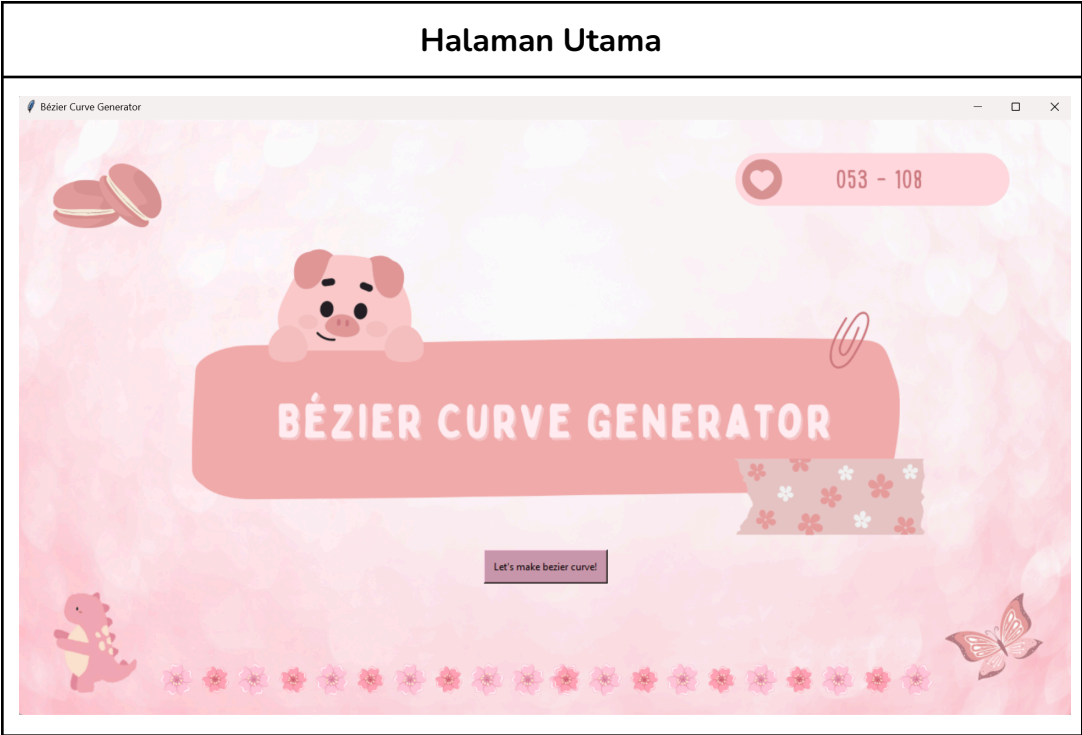 Halaman Utama
Bézier Curve Generator
053 - 108
BÉZIER CURVE GENERATOR
Let's make bezier curve!